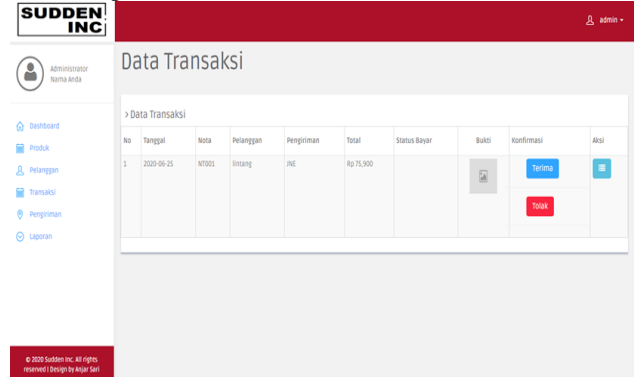 SUDDEN
INC
admin
Administrator
Nama Anda
Data Transaksi
Dashboard
Produk
Pelanggan
Transaksi
Pengiriman
Laporan
> Data Transaksi
No Tanggal Nota Pelanggan Pengiriman Total Status Bayar Bukti Konfirmasi Aksi
1 2020-06-25 NT001 lintang JNE Rp 75,900 Terima
Tolak
© 2020 Sudden Inc. All rights
reserved | Design by Anjar Sari